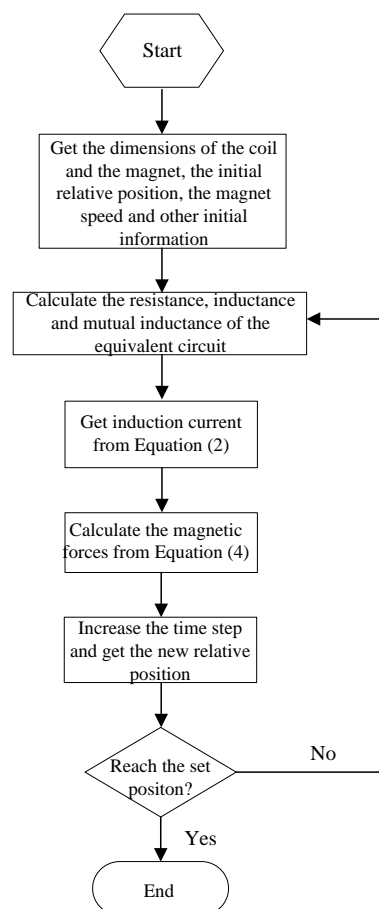 Start
Get the dimensions of the coil
and the magnet, the initial
relative position, the magnet
speed and other initial
information
Calculate the resistance, inductance
and mutual inductance of the
equivalent circuit
Get induction current
from Equation (2)
Calculate the magnetic
forces from Equation (4)
Increase the time step
and get the new relative
position
Reach the set
positon?
No
Yes
End